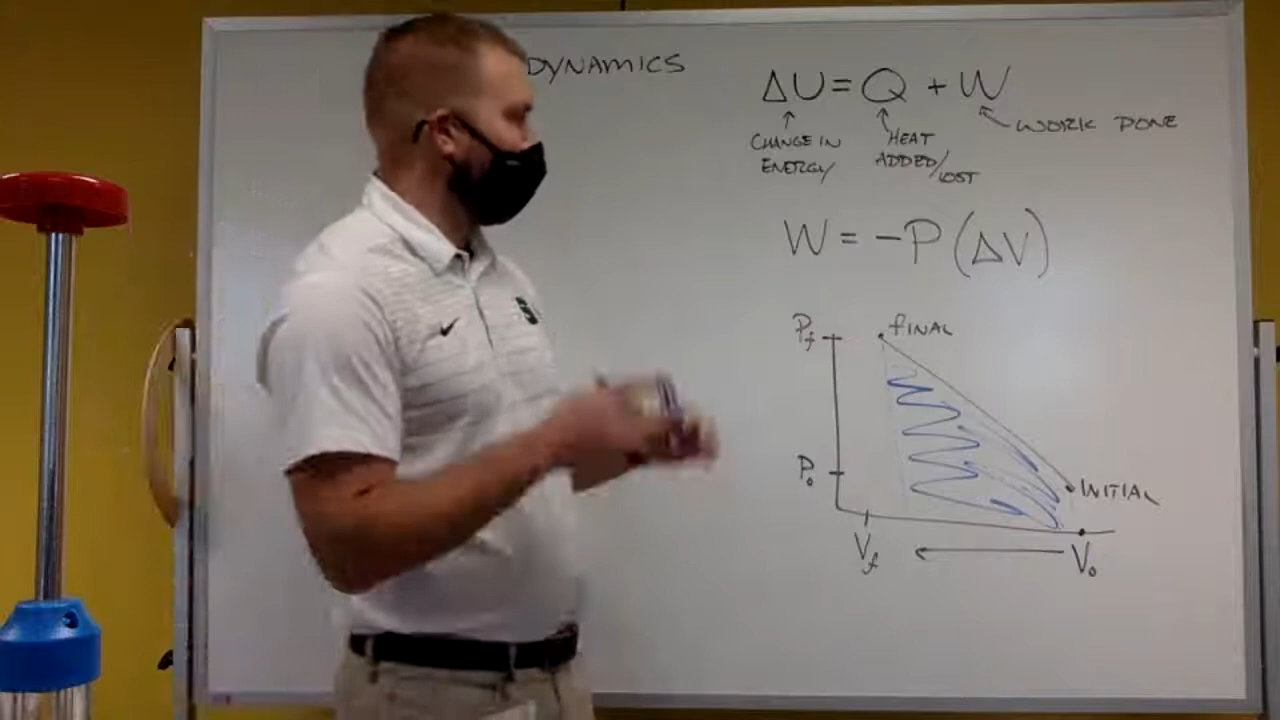 DYNAMICS
ΔU = Q + W
CHANGE IN
ENERGY
HEAT
ADDED/
LOST
WORK DONE
W = -P (ΔV)
Pf
FINAL
P₀
INITIAL
Vf
V₀